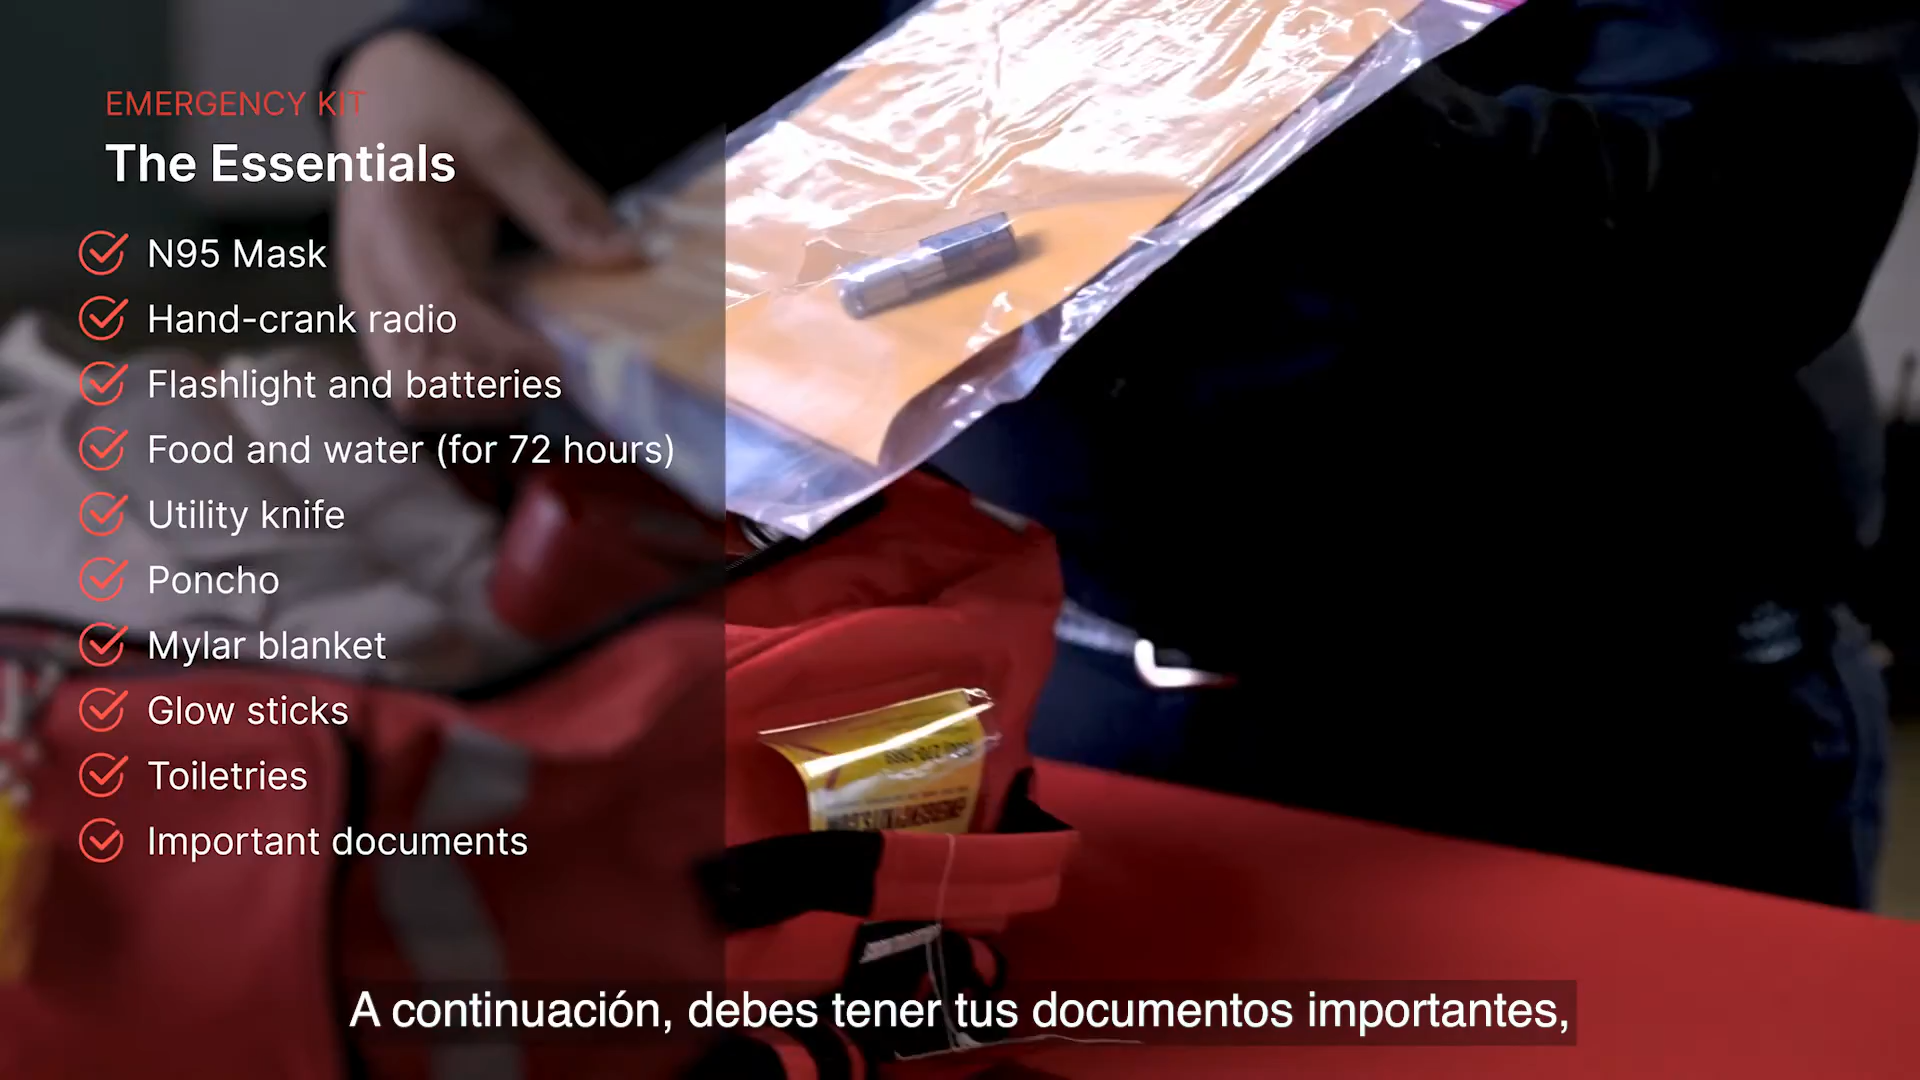 EMERGENCY KIT
The Essentials
N95 Mask
Hand-crank radio
Flashlight and batteries
Food and water (for 72 hours)
Utility knife
Poncho
Mylar blanket
Glow sticks
Toiletries
Important documents
A continuación, debes tener tus documentos importantes,